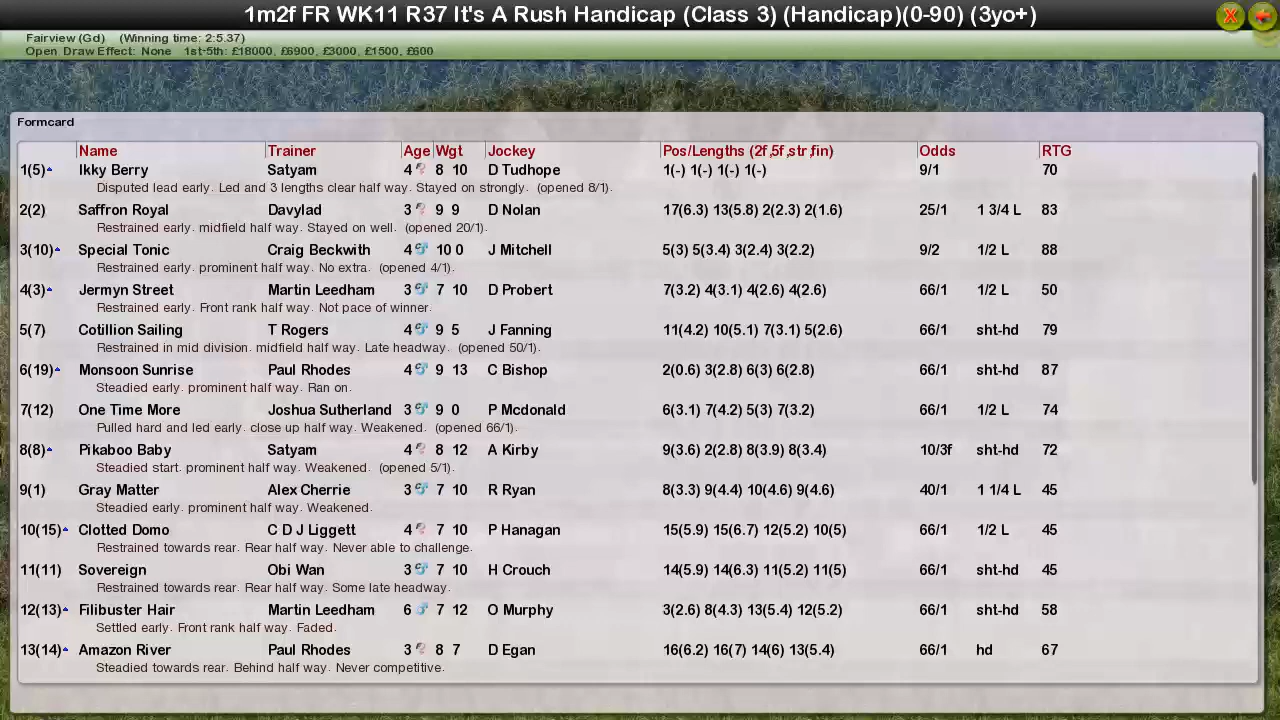 1m2f FR WK11 R37 It's A Rush Handicap (Class 3) (Handicap)(0-90) (3yo+)
Fairview (Gd) (Winning time: 2:5.37)
Open Draw Effect: None 1st-5th: £18000, £6900, £3000, £1500, £600
Formcard
Name Trainer Age Wgt Jockey Pos/Lengths (2f,5f,str,fin) Odds RTG
1(5) Ikky Berry Satyam 4 8 10 D Tudhope 1(-) 1(-) 1(-) 1(-) 9/1 70
Disputed lead early. Led and 3 lengths clear half way. Stayed on strongly. (opened 8/1).
2(2) Saffron Royal Davylad 3 9 9 D Nolan 17(6.3) 13(5.8) 2(2.3) 2(1.6) 25/1 1 3/4 L 83
Restrained early. midfield half way. Stayed on well. (opened 20/1).
3(10) Special Tonic Craig Beckwith 4 10 0 J Mitchell 5(3) 5(3.4) 3(2.4) 3(2.2) 9/2 1/2 L 88
Restrained early. prominent half way. No extra. (opened 4/1).
4(3) Jermyn Street Martin Leedham 3 7 10 D Probert 7(3.2) 4(3.1) 4(2.6) 4(2.6) 66/1 1/2 L 50
Restrained early. Front rank half way. Not pace of winner.
5(7) Cotillion Sailing T Rogers 4 9 5 J Fanning 11(4.2) 10(5.1) 7(3.1) 5(2.6) 66/1 sht-hd 79
Restrained in mid division. midfield half way. Late headway. (opened 50/1).
6(19) Monsoon Sunrise Paul Rhodes 4 9 13 C Bishop 2(0.6) 3(2.8) 6(3) 6(2.8) 66/1 sht-hd 87
Steadied early. prominent half way. Ran on.
7(12) One Time More Joshua Sutherland 3 9 0 P Mcdonald 6(3.1) 7(4.2) 5(3) 7(3.2) 66/1 1/2 L 74
Pulled hard and led early. close up half way. Weakened. (opened 66/1).
8(8) Pikaboo Baby Satyam 4 8 12 A Kirby 9(3.6) 2(2.8) 8(3.9) 8(3.4) 10/3f sht-hd 72
Steadied start. prominent half way. Weakened. (opened 5/1).
9(1) Gray Matter Alex Cherrie 3 7 10 R Ryan 8(3.3) 9(4.4) 10(4.6) 9(4.6) 40/1 1 1/4 L 45
Steadied early. prominent half way. Weakened.
10(15) Clotted Domo C D J Liggett 4 7 10 P Hanagan 15(5.9) 15(6.7) 12(5.2) 10(5) 66/1 1/2 L 45
Restrained towards rear. Rear half way. Never able to challenge.
11(11) Sovereign Obi Wan 3 7 10 H Crouch 14(5.9) 14(6.3) 11(5.2) 11(5) 66/1 sht-hd 45
Restrained towards rear. Rear half way. Some late headway.
12(13) Filibuster Hair Martin Leedham 6 7 12 O Murphy 3(2.6) 8(4.3) 13(5.4) 12(5.2) 66/1 sht-hd 58
Settled early. Front rank half way. Faded.
13(14) Amazon River Paul Rhodes 3 8 7 D Egan 16(6.2) 16(7) 14(6) 13(5.4) 66/1 hd 67
Steadied towards rear. Behind half way. Never competitive.